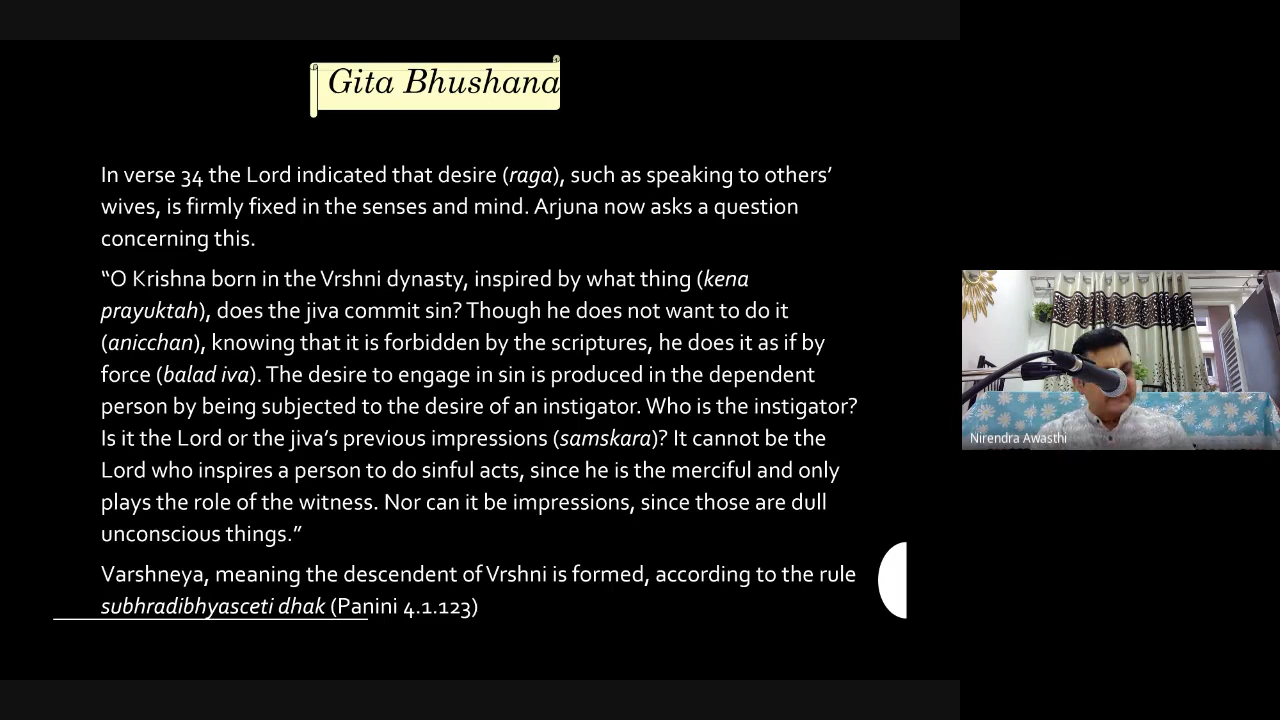 Gita Bhushana
In verse 34 the Lord indicated that desire (raga), such as speaking to others’
wives, is firmly fixed in the senses and mind. Arjuna now asks a question
concerning this.
“O Krishna born in the Vrshni dynasty, inspired by what thing (kena
prayuktah), does the jiva commit sin? Though he does not want to do it
(anicchan), knowing that it is forbidden by the scriptures, he does it as if by
force (balad iva). The desire to engage in sin is produced in the dependent
person by being subjected to the desire of an instigator. Who is the instigator?
Is it the Lord or the jiva’s previous impressions (samskara)? It cannot be the
Lord who inspires a person to do sinful acts, since he is the merciful and only
plays the role of the witness. Nor can it be impressions, since those are dull
unconscious things.”
Varshneya, meaning the descendent of Vrshni is formed, according to the rule
subhradibhyasceti dhak (Panini 4.1.123)
Nirendra Awasthi